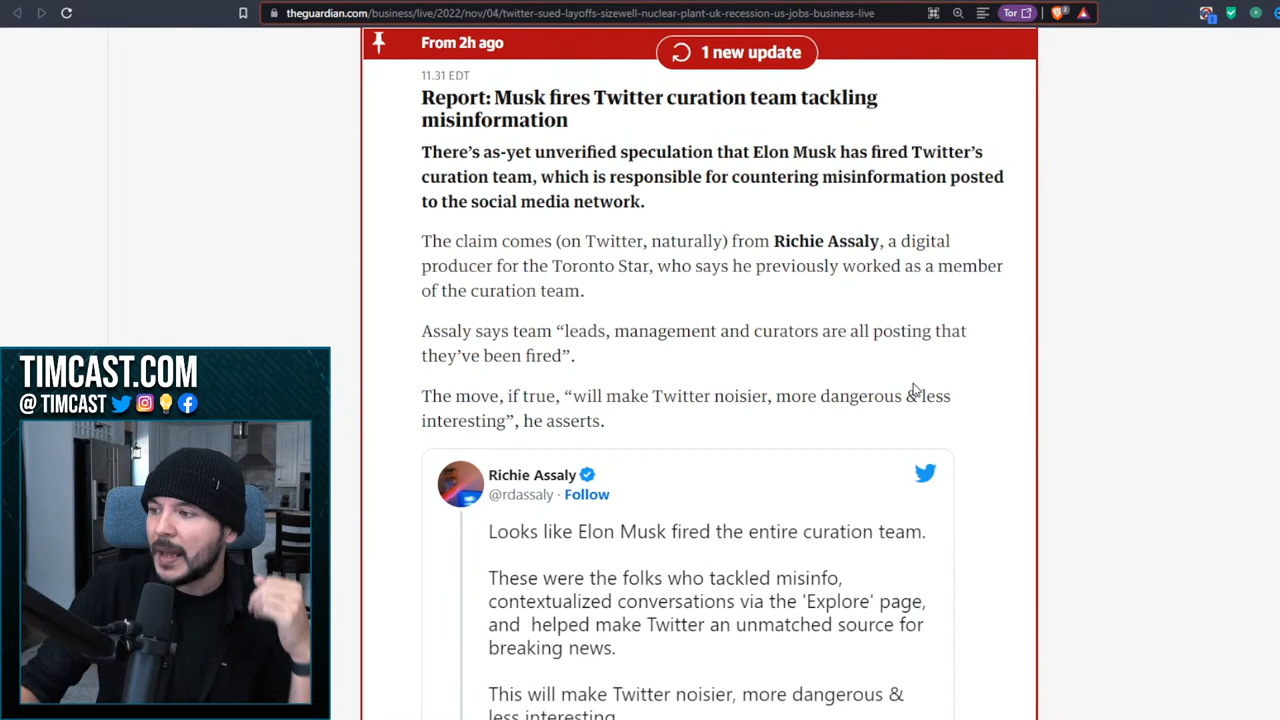 theguardian.com/business/live/2022/nov/04/twitter-sued-layoffs-sizewell-nuclear-plant-uk-recession-us-jobs-business-live
Tor
From 2h ago
1 new update
11.31 EDT
Report: Musk fires Twitter curation team tackling
misinformation
There’s as-yet unverified speculation that Elon Musk has fired Twitter’s
curation team, which is responsible for countering misinformation posted
to the social media network.
The claim comes (on Twitter, naturally) from Richie Assaly, a digital
producer for the Toronto Star, who says he previously worked as a member
of the curation team.
Assaly says team “leads, management and curators are all posting that
they’ve been fired”.
The move, if true, “will make Twitter noisier, more dangerous & less
interesting”, he asserts.
TIMCAST.COM
@ TIMCAST
Richie Assaly
@rdassaly · Follow
Looks like Elon Musk fired the entire curation team.
These were the folks who tackled misinfo,
contextualized conversations via the 'Explore' page,
and helped make Twitter an unmatched source for
breaking news.
This will make Twitter noisier, more dangerous &
less interesting